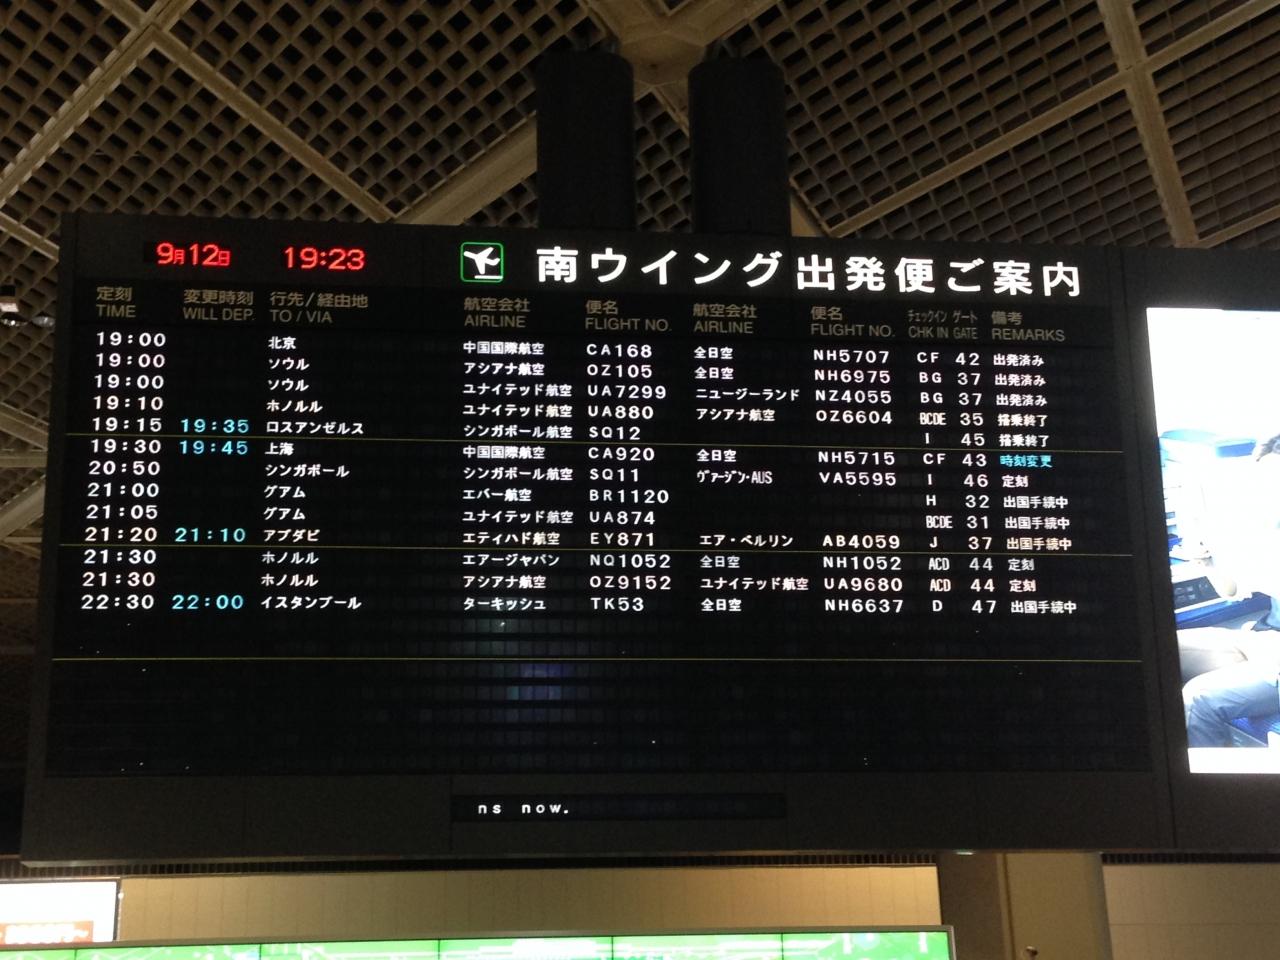 9月12日 19:23 南ウイング出発便ご案内
定刻 変更時刻 行先/経由地 航空会社 便名 航空会社 便名 チェックイン ゲート 備考
TIME WILL DEP. TO / VIA AIRLINE FLIGHT NO. AIRLINE FLIGHT NO. CHK IN GATE REMARKS
19:00 北京 中国国際航空 CA168 全日空 NH5707 CF 42 出発済み
19:00 ソウル アシアナ航空 OZ105 全日空 NH6975 BG 37 出発済み
19:00 ソウル ユナイテッド航空 UA7299 ニュージーランド NZ4055 BG 37 出発済み
19:10 ホノルル ユナイテッド航空 UA880 アシアナ航空 OZ6604 BCDE 35 搭乗終了
19:15 19:35 ロスアンゼルス シンガポール航空 SQ12 I 45 搭乗終了
19:30 19:45 上海 中国国際航空 CA920 全日空 NH5715 CF 43 時刻変更
20:50 シンガポール シンガポール航空 SQ11 ヴァージン・AUS VA5595 I 46 定刻
21:00 グアム エバー航空 BR1120 H 32 出国手続中
21:05 グアム ユナイテッド航空 UA874 BCDE 31 出国手続中
21:20 21:10 アブダビ エティハド航空 EY871 エア・ベルリン AB4059 J 37 出国手続中
21:30 ホノルル エアージャパン NQ1052 全日空 NH1052 ACD 44 定刻
21:30 ホノルル アシアナ航空 OZ9152 ユナイテッド航空 UA9680 ACD 44 定刻
22:30 22:00 イスタンブール ターキッシュ TK53 全日空 NH6637 D 47 出国手続中
ns now.